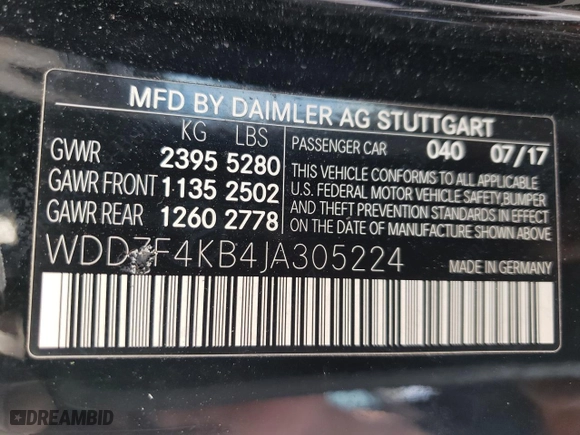 MFD BY DAIMLER AG STUTTGART
KG LBS
GVWR 2395 5280
GAWR FRONT 1135 2502
GAWR REAR 1260 2778
PASSENGER CAR 040 07/17
THIS VEHICLE CONFORMS TO ALL APPLICABLE
U.S. FEDERAL MOTOR VEHICLE SAFETY, BUMPER
AND THEFT PREVENTION STANDARDS IN EFFECT
ON THE DATE OF MANUFACTURE SHOWN ABOVE
WDDZF4KB4JA305224
MADE IN GERMANY
DREAMBID